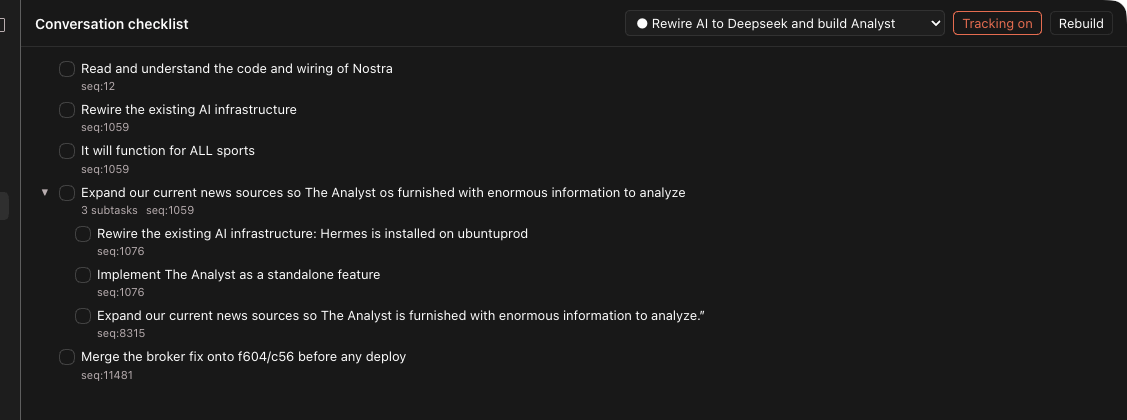 Conversation checklist
Rewire AI to Deepseek and build Analyst
Tracking on
Rebuild
Read and understand the code and wiring of Nostra
seq:12
Rewire the existing AI infrastructure
seq:1059
It will function for ALL sports
seq:1059
Expand our current news sources so The Analyst os furnished with enormous information to analyze
3 subtasks seq:1059
Rewire the existing AI infrastructure: Hermes is installed on ubuntuprod
seq:1076
Implement The Analyst as a standalone feature
seq:1076
Expand our current news sources so The Analyst is furnished with enormous information to analyze.”
seq:8315
Merge the broker fix onto f604/c56 before any deploy
seq:11481